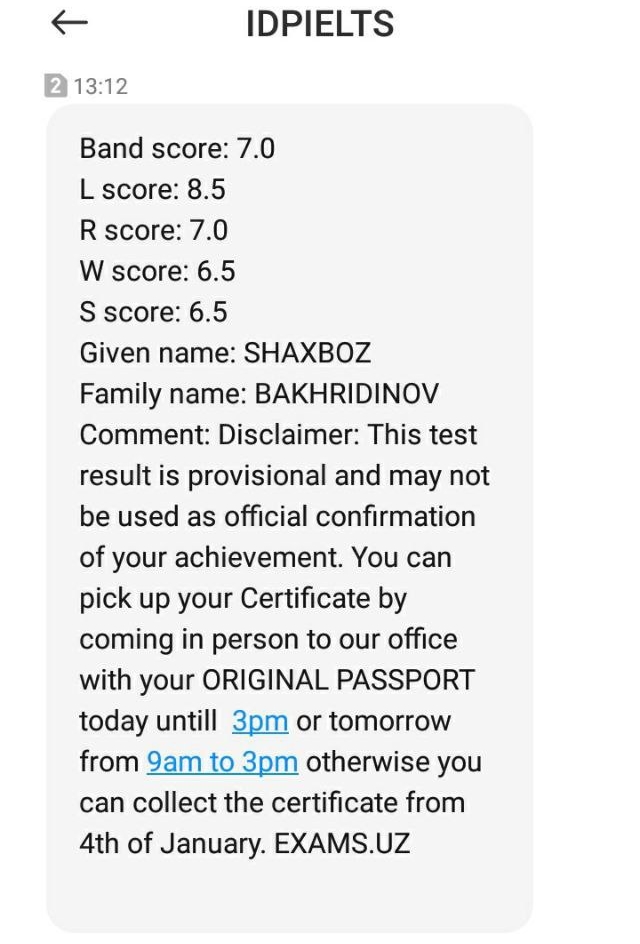 IDPIELTS
2 13:12
Band score: 7.0
L score: 8.5
R score: 7.0
W score: 6.5
S score: 6.5
Given name: SHAXBOZ
Family name: BAKHRIDINOV
Comment: Disclaimer: This test
result is provisional and may not
be used as official confirmation
of your achievement. You can
pick up your Certificate by
coming in person to our office
with your ORIGINAL PASSPORT
today untill  3pm or tomorrow
from 9am to 3pm otherwise you
can collect the certificate from
4th of January. EXAMS.UZ